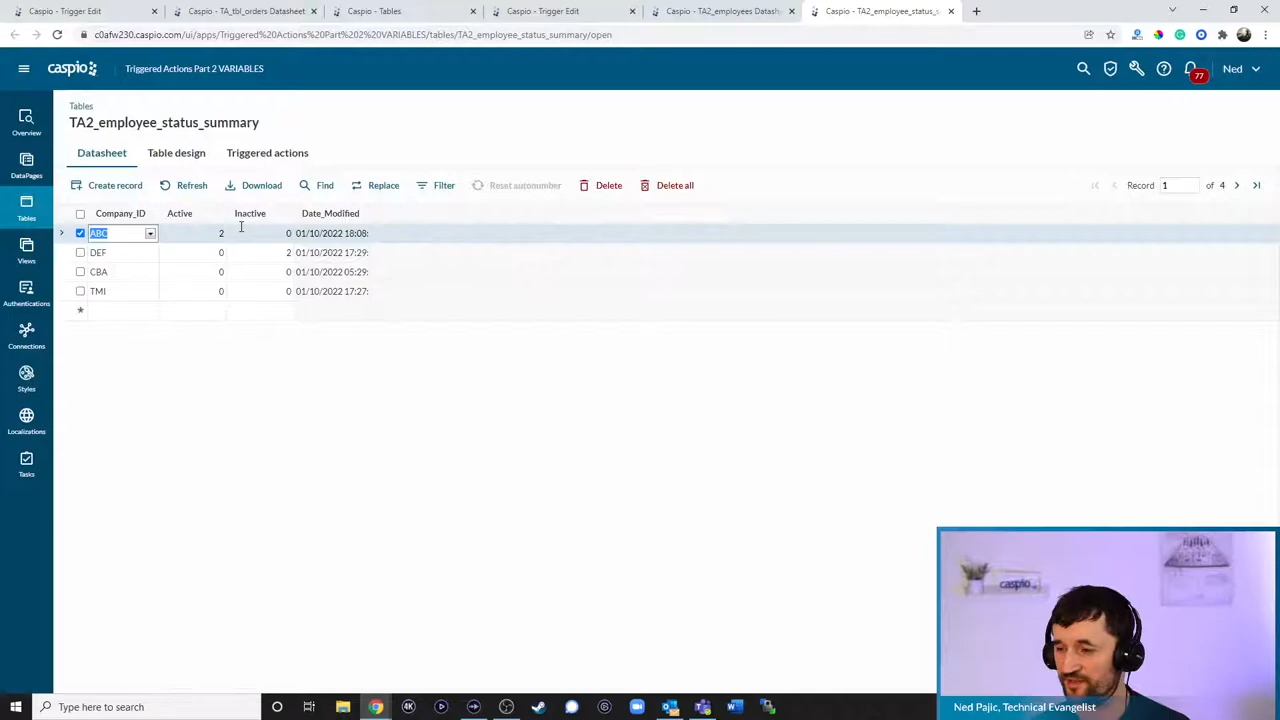 Caspio - Trigger Edit
Caspio - TA_tbl_orders Datasheet
Caspio - Tables
Caspio - Trigger Edit
Caspio - TA2_employees Datash
Caspio - TA2_employee_status_s
c0afw230.caspio.com/ui/apps/Triggered%20Actions%20Part%202%20VARIABLES/tables/TA2_employee_status_summary/open
caspio
Triggered Actions Part 2 VARIABLES
77
Ned
Overview
DataPages
Tables
Views
Authentications
Connections
Styles
Localizations
Tasks
Tables
TA2_employee_status_summary
Datasheet Table design Triggered actions
Create record Refresh Download Find Replace Filter Reset autonumber Delete Delete all Record 1 of 4
Company_ID Active Inactive Date_Modified
ABC 2 0 01/10/2022 18:08:
DEF 0 2 01/10/2022 17:29:
CBA 0 0 01/10/2022 05:29:
TMI 0 0 01/10/2022 17:27:
*
caspio
Ned Pajic, Technical Evangelist
Type here to search